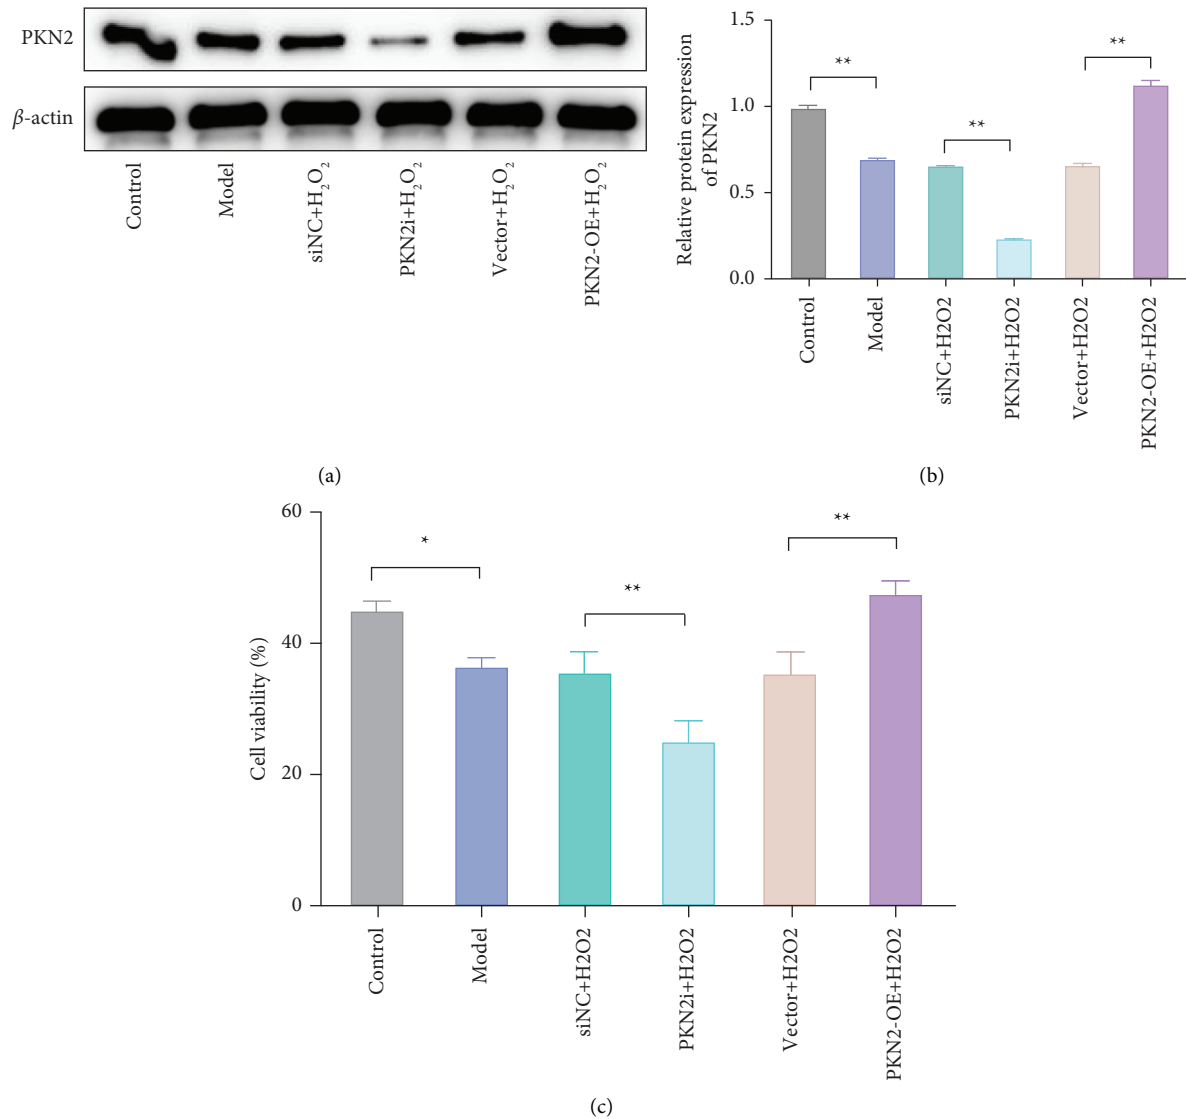 PKN2
β-actin
Control
Model
siNC+H₂O₂
PKN2i+H₂O₂
Vector+H₂O₂
PKN2-OE+H₂O₂
(a)
Relative protein expression
of PKN2
1.5
1.0
0.5
0.0
**
**
**
Control
Model
siNC+H2O2
PKN2i+H2O2
Vector+H2O2
PKN2-OE+H2O2
(b)
Cell viability (%)
60
40
20
0
*
**
**
Control
Model
siNC+H2O2
PKN2i+H2O2
Vector+H2O2
PKN2-OE+H2O2
(c)